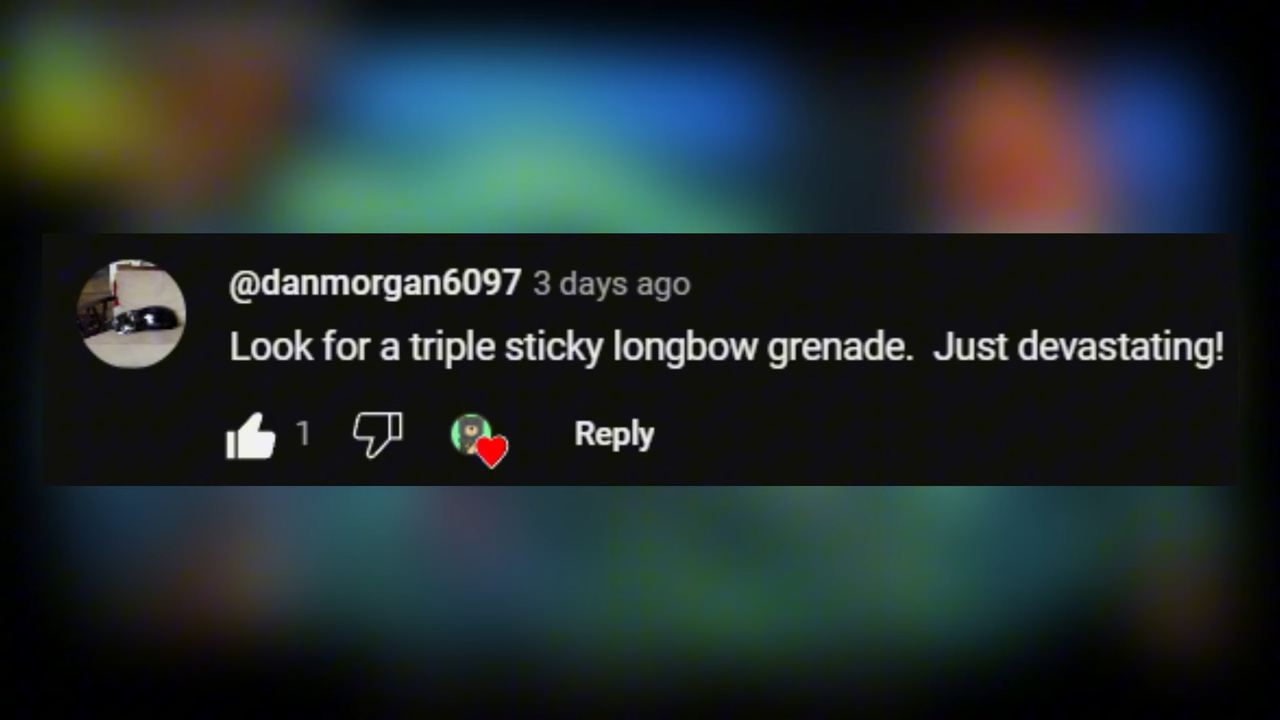 @danmorgan6097 3 days ago
Look for a triple sticky longbow grenade.  Just devastating!
1 Reply